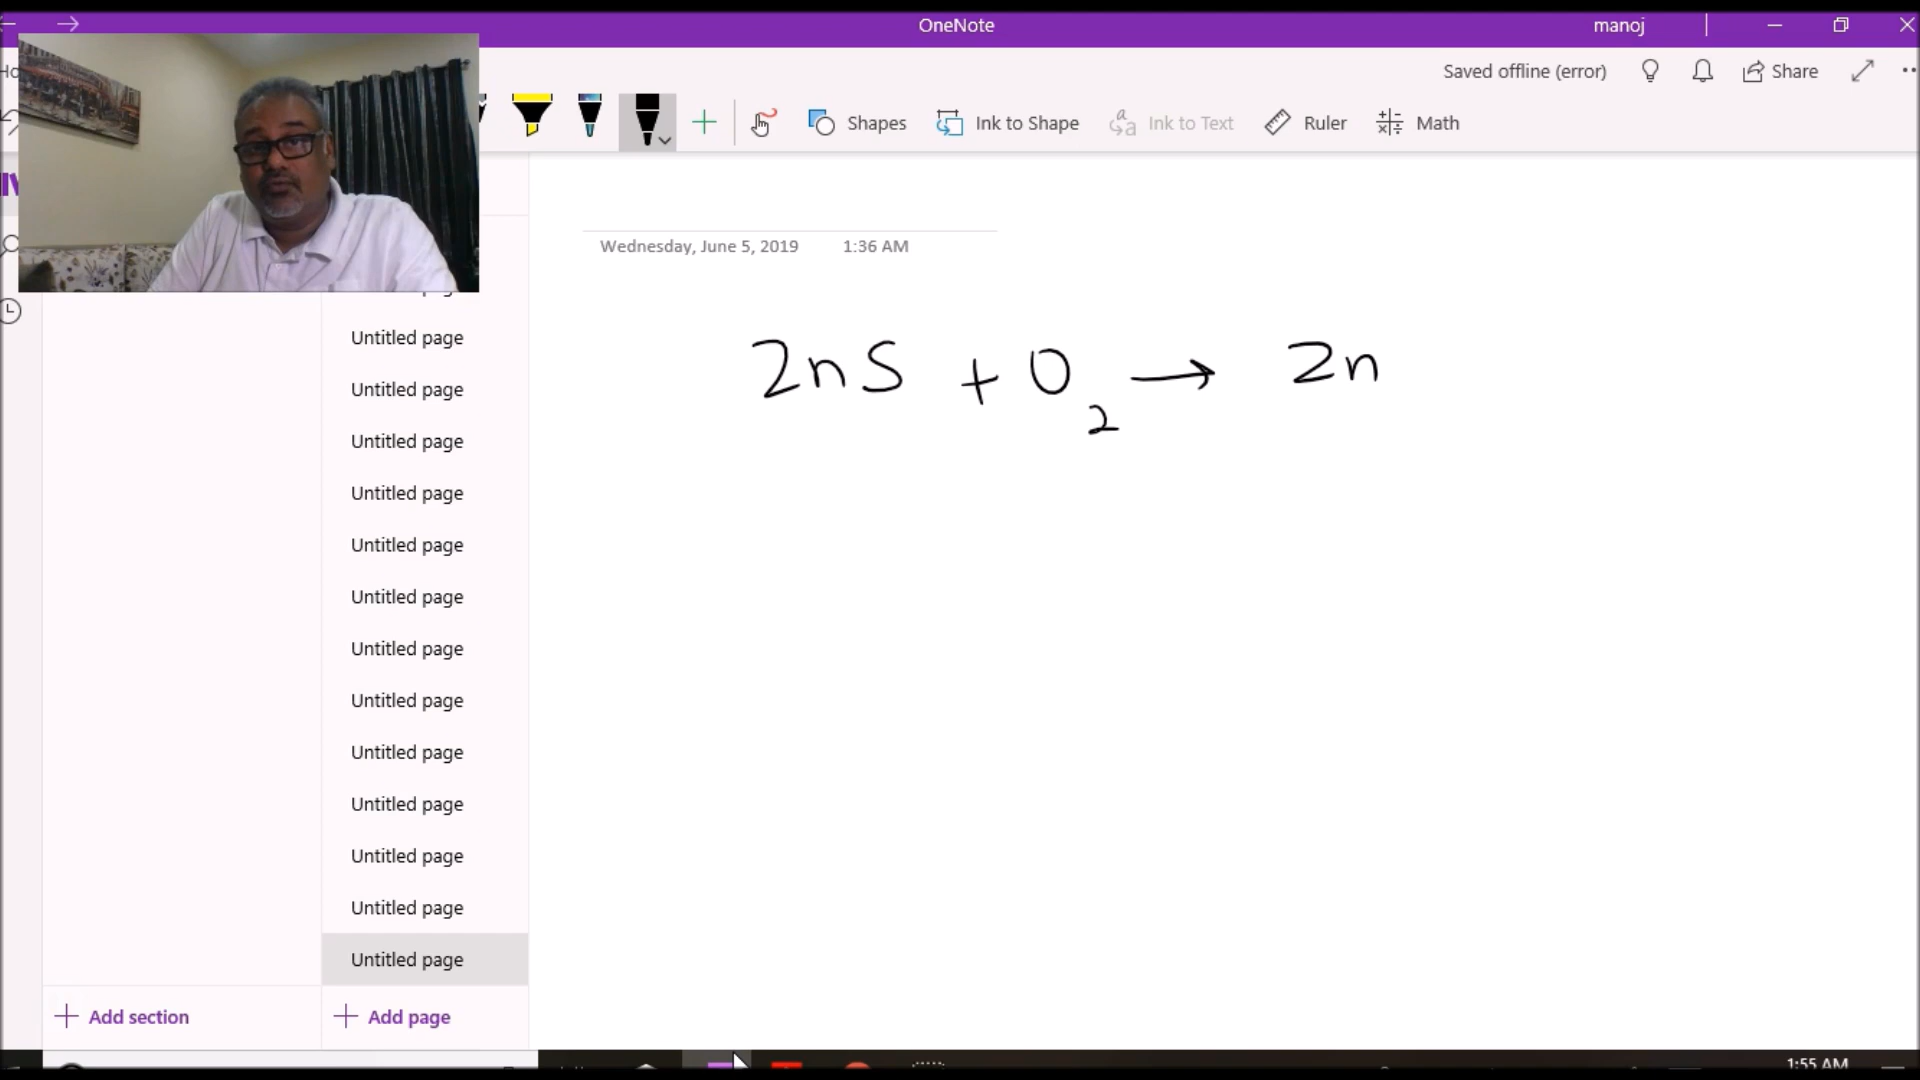 OneNote
manoj
Saved offline (error)
Share
Shapes
Ink to Shape
Ink to Text
Ruler
Math
Wednesday, June 5, 2019 1:36 AM
ZnS + O2 → Zn
Untitled page
Untitled page
Untitled page
Untitled page
Untitled page
Untitled page
Untitled page
Untitled page
Untitled page
Untitled page
Untitled page
Untitled page
Untitled page
Add section
Add page
1:55 AM